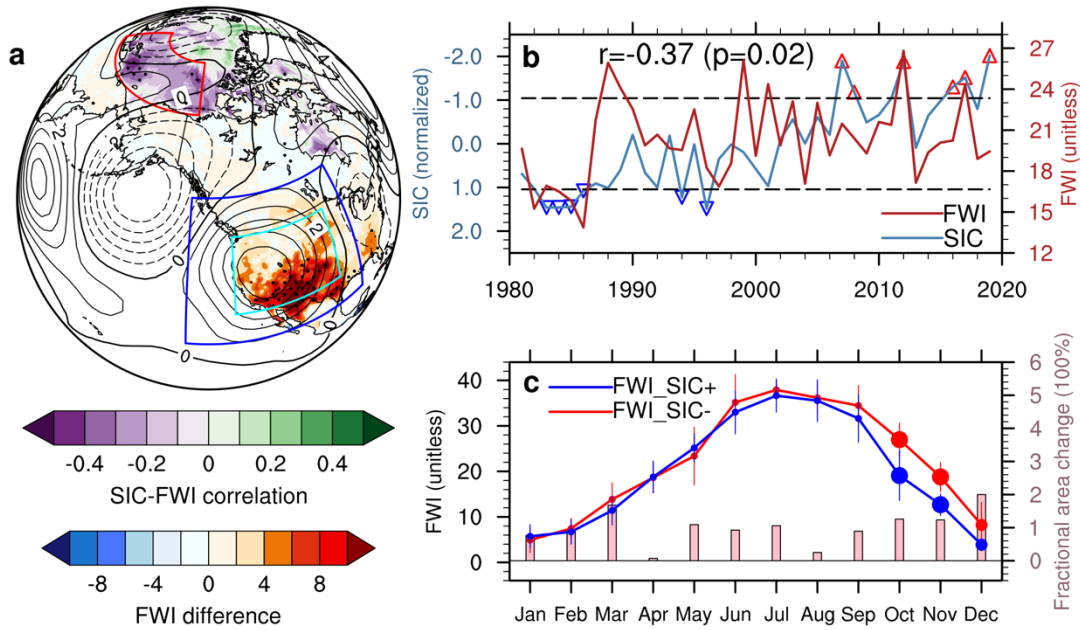 a
0
4
0
12
0
0
-0.4 -0.2 0 0.2 0.4
SIC-FWI correlation
-8 -4 0 4 8
FWI difference
b
r=-0.37 (p=0.02)
SIC (normalized)
-2.0
-1.0
0.0
1.0
2.0
FWI (unitless)
27
24
21
18
15
12
FWI
SIC
1980 1990 2000 2010 2020
c
FWI_SIC+
FWI_SIC-
FWI (unitless)
40
30
20
10
0
Fractional area change (100%)
6
5
4
3
2
1
0
Jan Feb Mar Apr May Jun Jul Aug Sep Oct Nov Dec